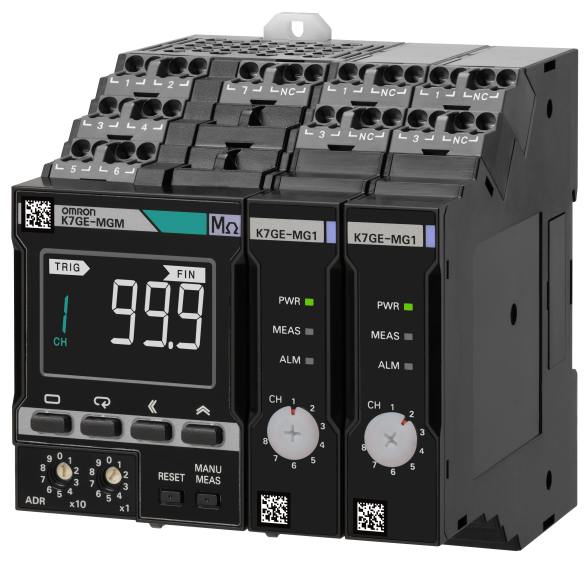 1 2
7 NC
1 NC
1 NC
3 4
3 NC
3 NC
5 6
OMRON
K7GE-MGM
MΩ
K7GE-MG1
K7GE-MG1
TRIG
FIN
1
CH
99.9
PWR
MEAS
ALM
PWR
MEAS
ALM
CH
1 2 3 4 5 6 7 8
CH
1 2 3 4 5 6 7 8
0 1 2 3 4 5 6 7 8 9
0 1 2 3 4 5 6 7 8 9
ADR
x10
x1
RESET
MANU
MEAS